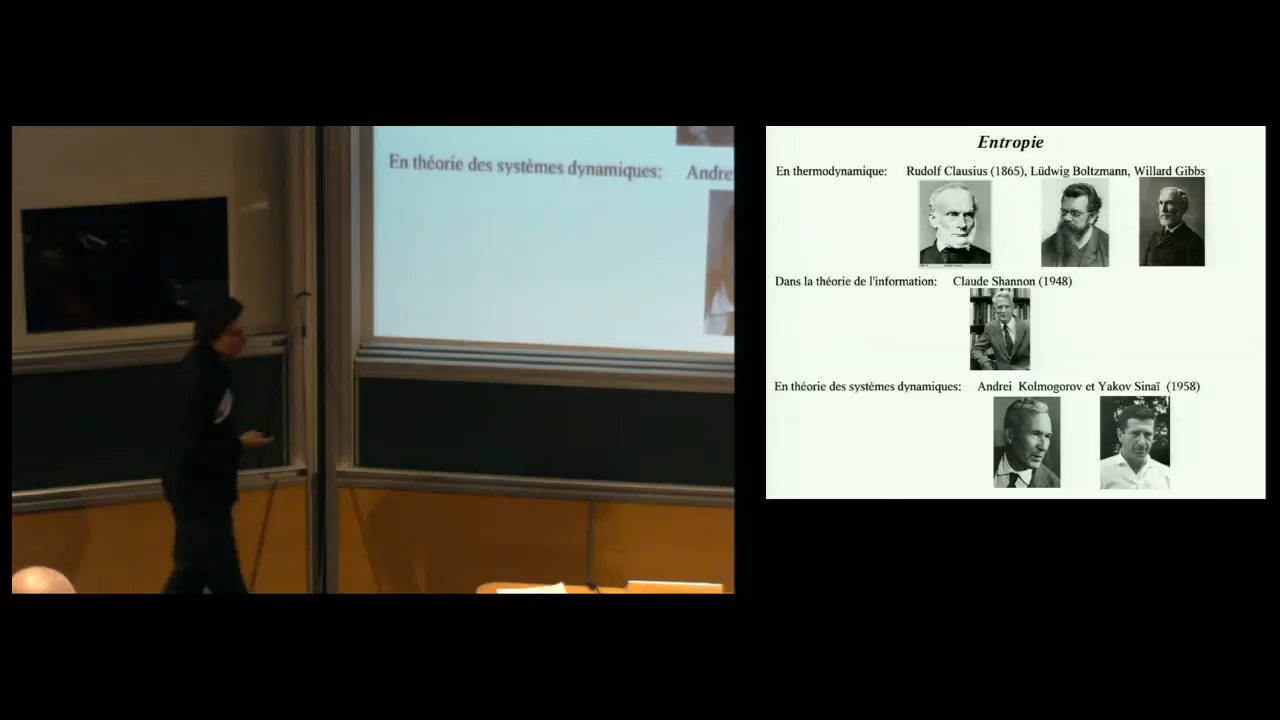 En théorie des systèmes dynamiques:
Andre
Entropie
En thermodynamique: Rudolf Clausius (1865), Lüdwig Boltzmann, Willard Gibbs
Dans la théorie de l'information: Claude Shannon (1948)
En théorie des systèmes dynamiques: Andrei Kolmogorov et Yakov Sinaï (1958)